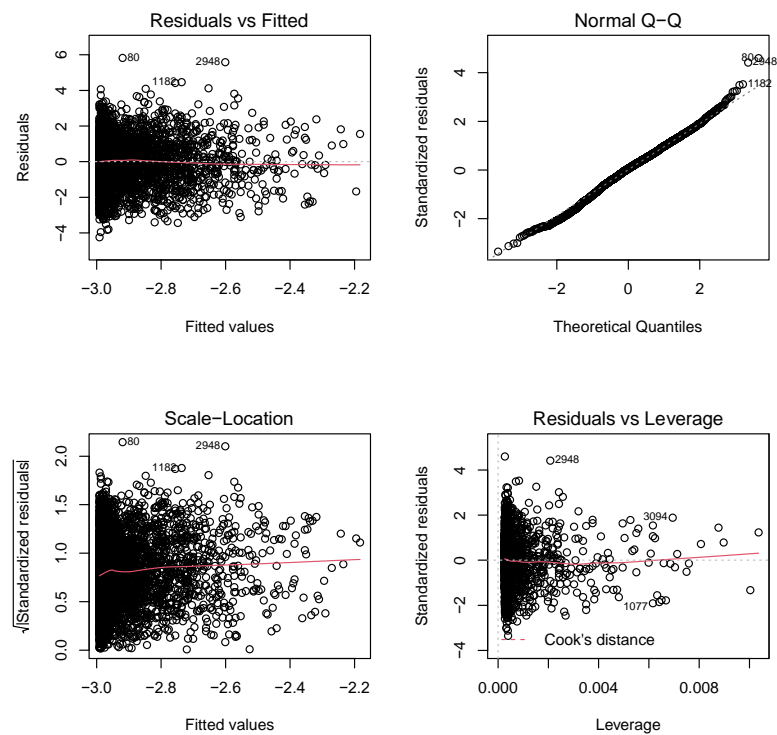 Residuals vs Fitted
Residuals
6
4
2
0
−2
−4
80
2948
1182
−3.0 −2.8 −2.6 −2.4 −2.2
Fitted values
Normal Q−Q
Standardized residuals
4
2
0
−2
80
2948
1182
−2 0 2
Theoretical Quantiles
Scale−Location
√|Standardized residuals|
2.0
1.5
1.0
0.5
0.0
80
2948
1182
−3.0 −2.8 −2.6 −2.4 −2.2
Fitted values
Residuals vs Leverage
Standardized residuals
4
2
0
−2
−4
2948
3094
1077
Cook's distance
0.000 0.004 0.008
Leverage